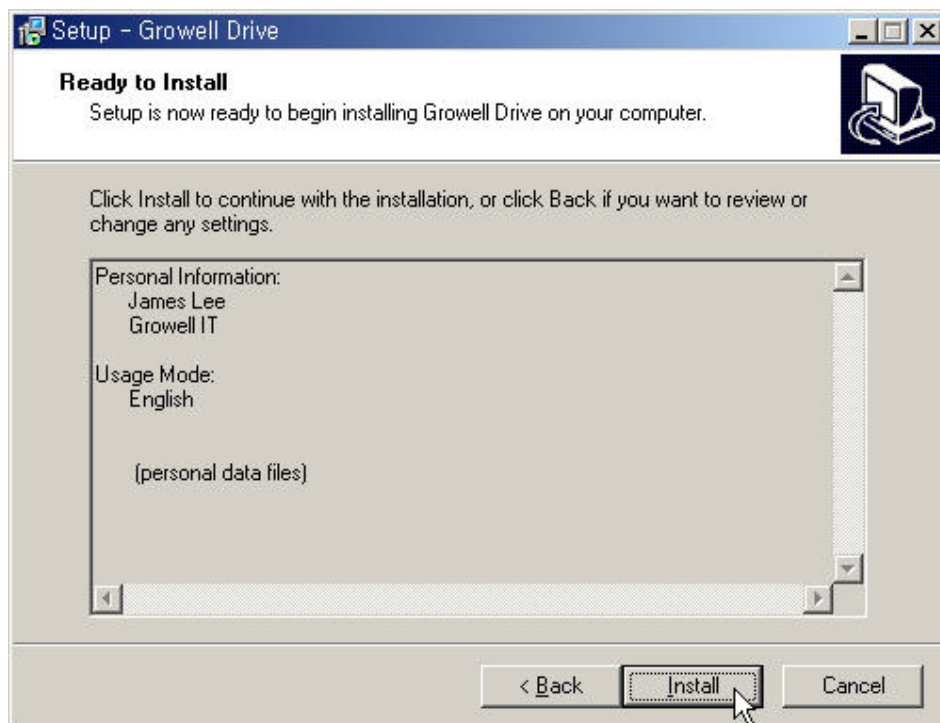 Setup - Growell Drive
Ready to Install
Setup is now ready to begin installing Growell Drive on your computer.
Click Install to continue with the installation, or click Back if you want to review or
change any settings.
Personal Information:
James Lee
Growell IT
Usage Mode:
English
(personal data files)
< Back
Install
Cancel